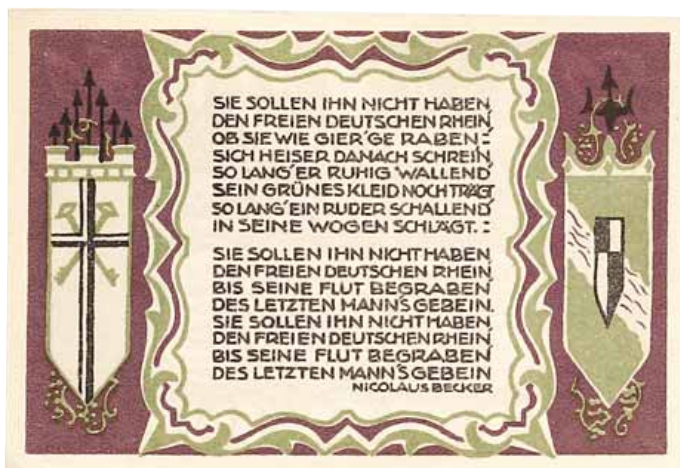 SIE SOLLEN IHN NICHT HABEN,
DEN FREIEN DEUTSCHEN RHEIN,
OB SIE WIE GIER'GE RABEN :
SICH HEISER DANACH SCHREIN,
SO LANG' ER RUHIG WALLEND
SEIN GRÜNES KLEID NOCH TRÄGT
SO LANG' EIN RUDER SCHALLEND
IN SEINE WOGEN SCHLÄGT. :
SIE SOLLEN IHN NICHT HABEN,
DEN FREIEN DEUTSCHEN RHEIN,
BIS SEINE FLUT BEGRABEN
DES LETZTEN MANN'S GEBEIN.
SIE SOLLEN IHN NICHT HABEN,
DEN FREIEN DEUTSCHEN RHEIN,
BIS SEINE FLUT BEGRABEN
DES LETZTEN MANN'S GEBEIN
NICOLAUS BECKER